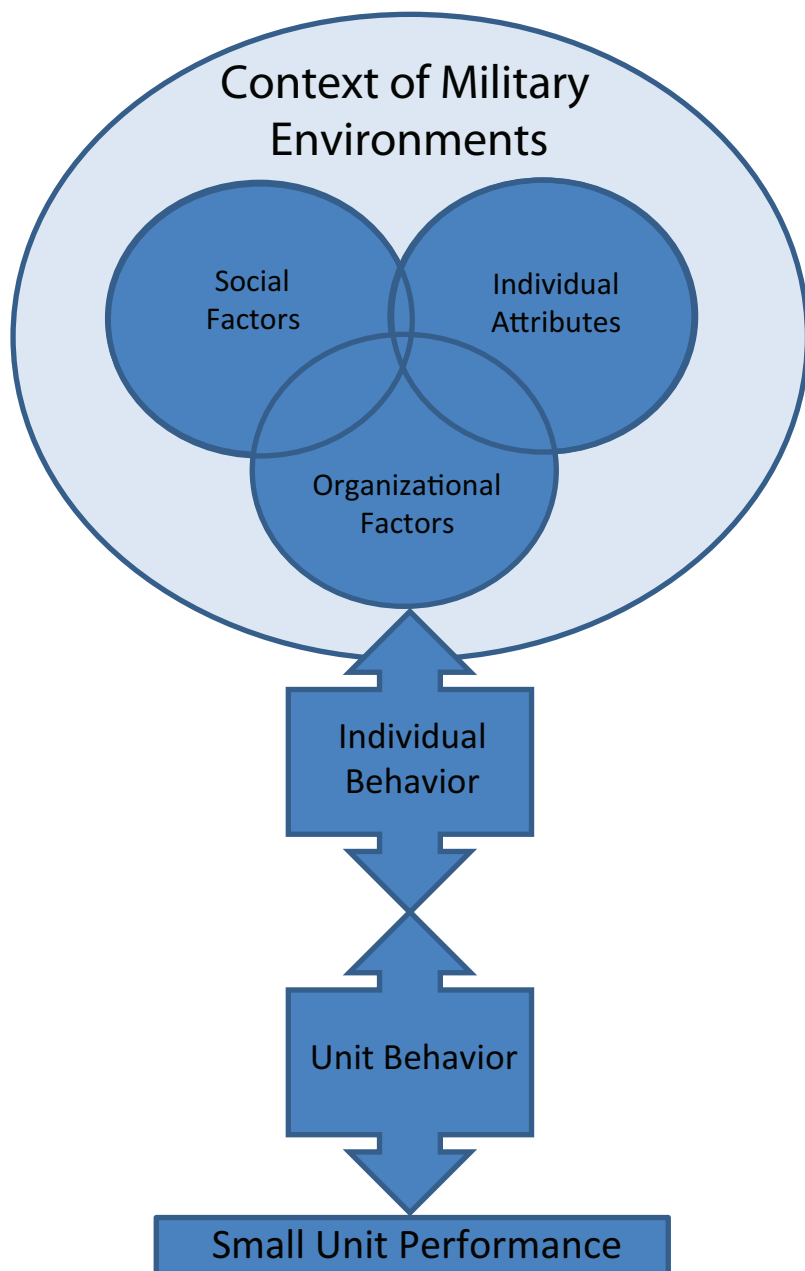 Context of Military
Environments
Social
Factors
Individual
Attributes
Organizational
Factors
Individual
Behavior
Unit Behavior
Small Unit Performance